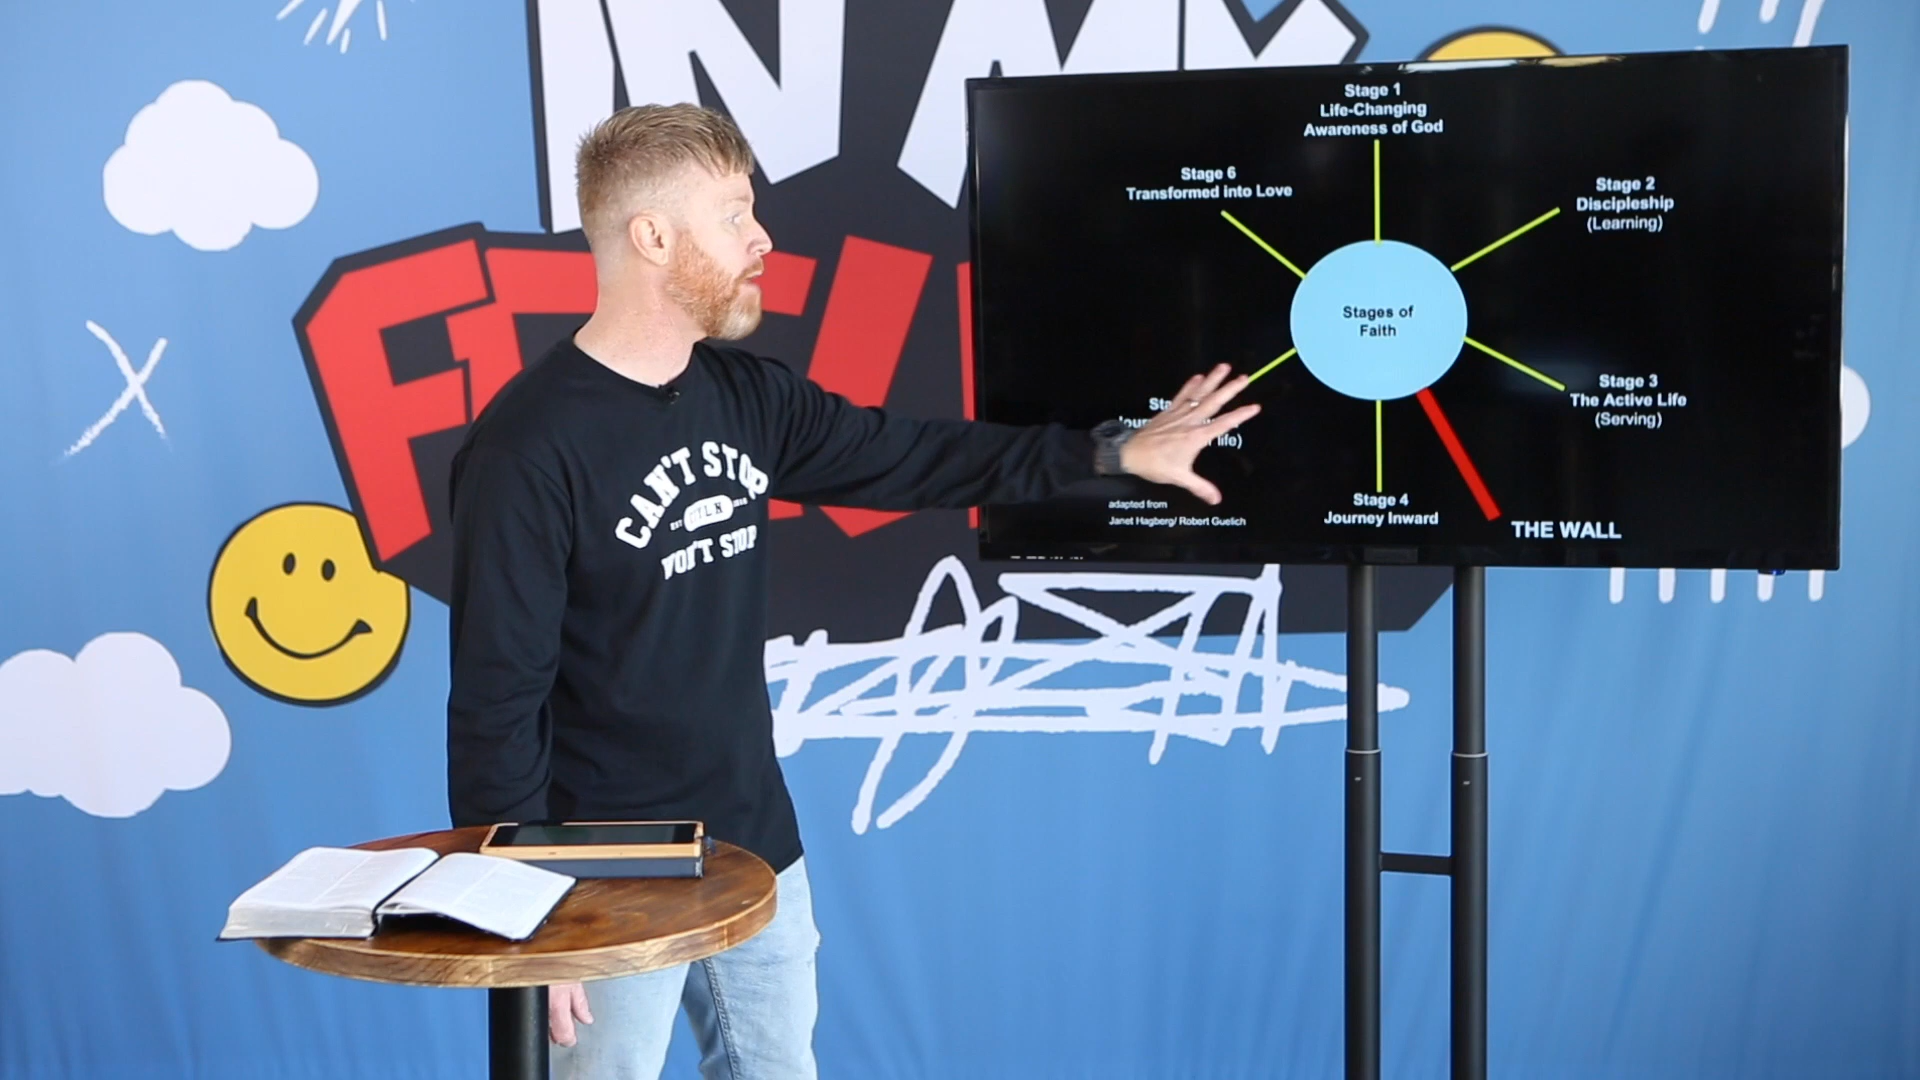 IN MY
Stage 1
Life-Changing
Awareness of God
Stage 6
Transformed into Love
Stage 2
Discipleship
(Learning)
Stages of
Faith
Stage 3
The Active Life
(Serving)
life)
Stage 4
Journey Inward
THE WALL
adapted from
Janet Hagberg/ Robert Guelich
CAN'T STOP
WON'T STOP